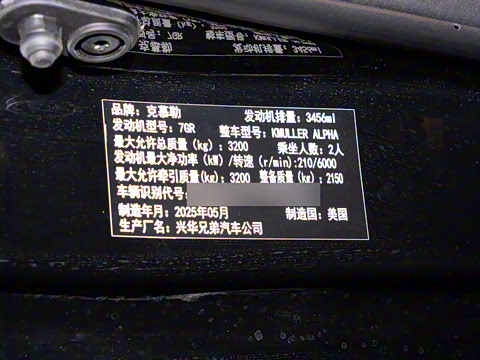 品牌：克慕勒 发动机排量：3456ml
发动机型号：7GR 整车型号：KMULLER ALPHA
最大允许总质量（kg）：3200 乘坐人数：2人
发动机最大净功率（kW）/转速（r/min）:210/6000
最大允许牵引质量(kg)：3200 整备质量(kg)：2150
车辆识别代号：
制造年月：2025年05月 制造国：美国
生产厂名：兴华兄弟汽车公司